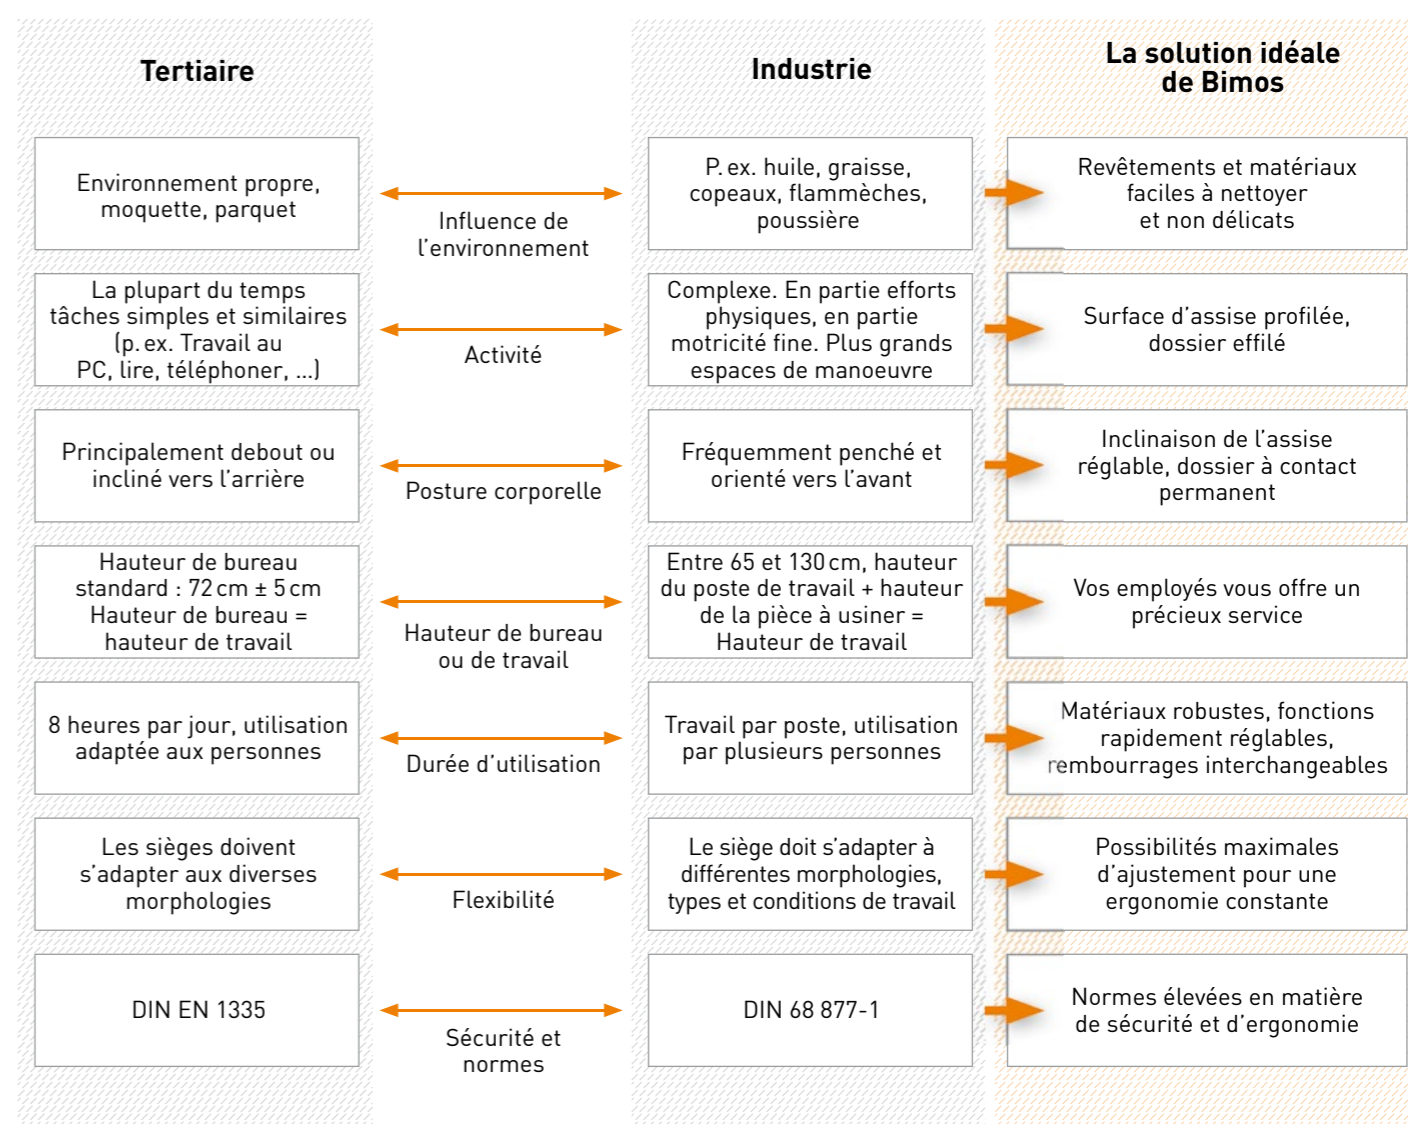 Tertiaire
Industrie
La solution idéale
de Bimos
Environnement propre,
moquette, parquet
Influence de
l’environnement
P. ex. huile, graisse,
copeaux, flammèches,
poussière
Revêtements et matériaux
faciles à nettoyer
et non délicats
La plupart du temps
tâches simples et similaires
(p. ex. Travail au
PC, lire, téléphoner, ...)
Activité
Complexe. En partie efforts
physiques, en partie
motricité fine. Plus grands
espaces de manoeuvre
Surface d’assise profilée,
dossier effilé
Principalement debout ou
incliné vers l’arrière
Posture corporelle
Fréquemment penché et
orienté vers l’avant
Inclinaison de l’assise
réglable, dossier à contact
permanent
Hauteur de bureau
standard : 72 cm ± 5 cm
Hauteur de bureau =
hauteur de travail
Hauteur de bureau
ou de travail
Entre 65 et 130 cm, hauteur
du poste de travail + hauteur
de la pièce à usiner =
Hauteur de travail
Vos employés vous offre un
précieux service
8 heures par jour, utilisation
adaptée aux personnes
Durée d’utilisation
Travail par poste, utilisation
par plusieurs personnes
Matériaux robustes, fonctions
rapidement réglables,
rembourrages interchangeables
Les sièges doivent
s’adapter aux diverses
morphologies
Flexibilité
Le siège doit s’adapter à
différentes morphologies,
types et conditions de travail
Possibilités maximales
d’ajustement pour une
ergonomie constante
DIN EN 1335
Sécurité et
normes
DIN 68 877-1
Normes élevées en matière
de sécurité et d’ergonomie